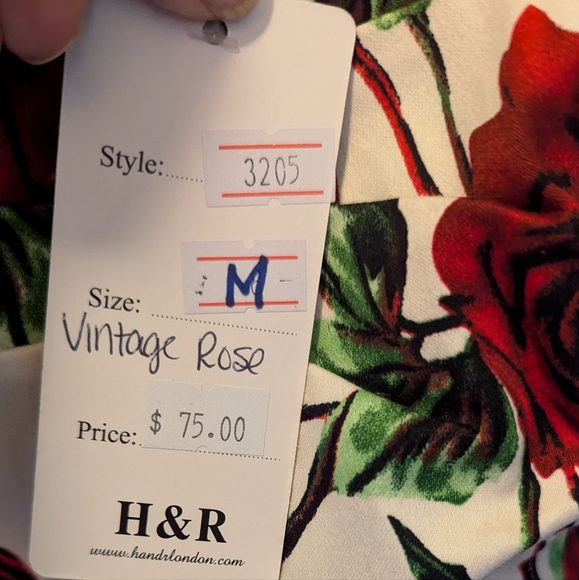 Style:
3205
Size:
M
Vintage Rose
Price:
$ 75.00
H&R
www.handrlondon.com